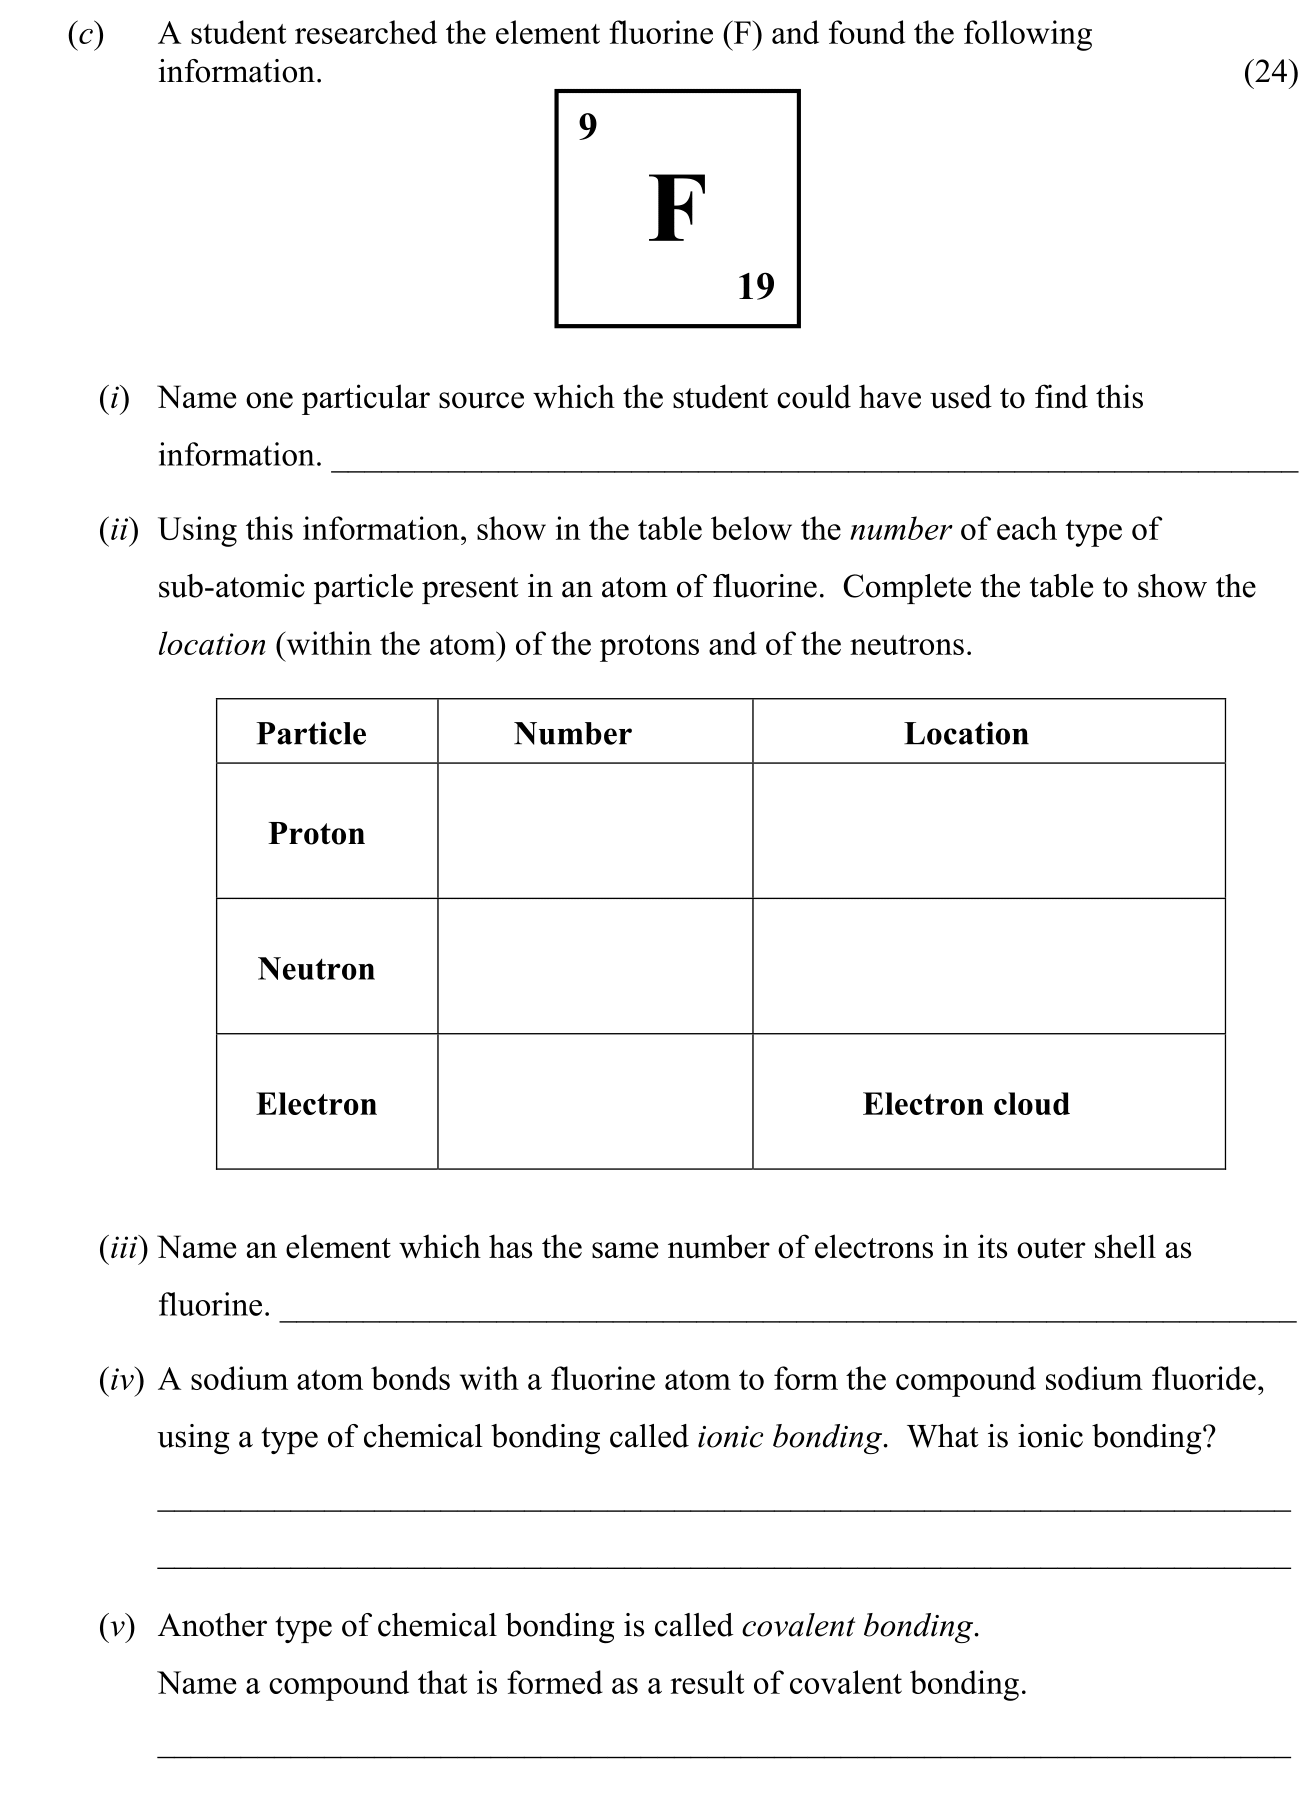 (c) A student researched the element fluorine (F) and found the following
information. (24)
9
F
19
(i) Name one particular source which the student could have used to find this
information. ____________________
(ii) Using this information, show in the table below the number of each type of
sub-atomic particle present in an atom of fluorine. Complete the table to show the
location (within the atom) of the protons and of the neutrons.
Particle Number Location
Proton
Neutron
Electron Electron cloud
(iii) Name an element which has the same number of electrons in its outer shell as
fluorine. ____________________
(iv) A sodium atom bonds with a fluorine atom to form the compound sodium fluoride,
using a type of chemical bonding called ionic bonding. What is ionic bonding?
(v) Another type of chemical bonding is called covalent bonding.
Name a compound that is formed as a result of covalent bonding.